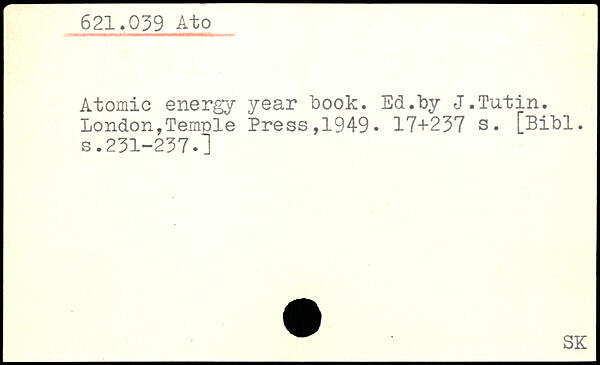 621.039 Ato
Atomic energy year book. Ed.by J.Tutin.
London,Temple Press,1949. 17+237 s. [Bibl.
s.231-237.]
SK